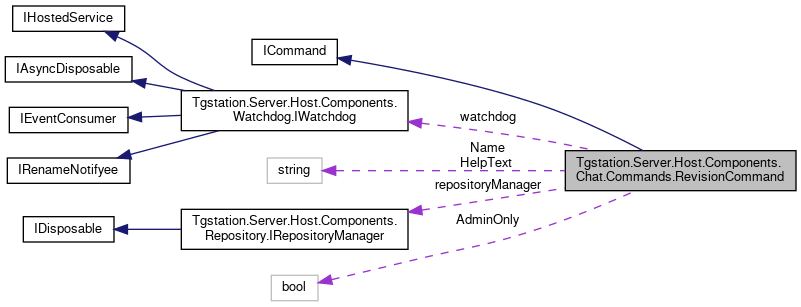 IHostedService
ICommand
IAsyncDisposable
Tgstation.Server.Host.Components.
Watchdog.IWatchdog
IEventConsumer
watchdog
Name
HelpText
IRenameNotifyee
string
Tgstation.Server.Host.Components.
Chat.Commands.RevisionCommand
repositoryManager
IDisposable
Tgstation.Server.Host.Components.
Repository.IRepositoryManager
AdminOnly
bool